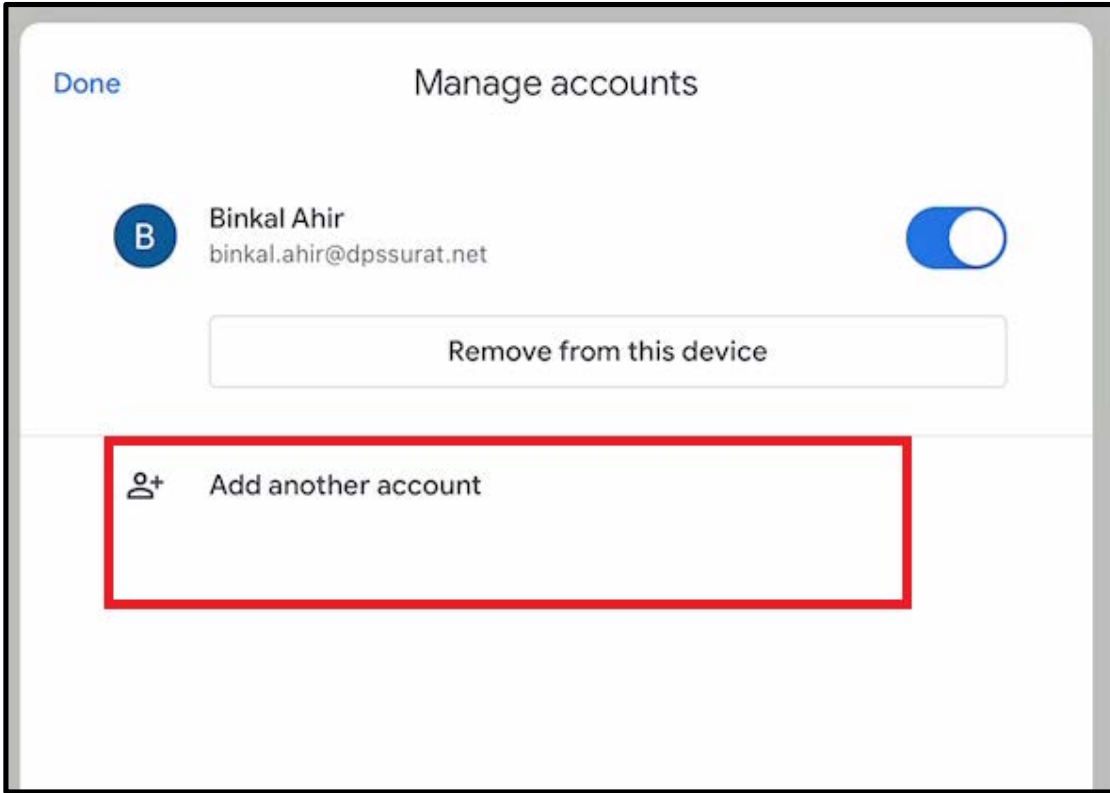 Done
Manage accounts
B
Binkal Ahir
binkal.ahir@dpssurat.net
Remove from this device
Add another account